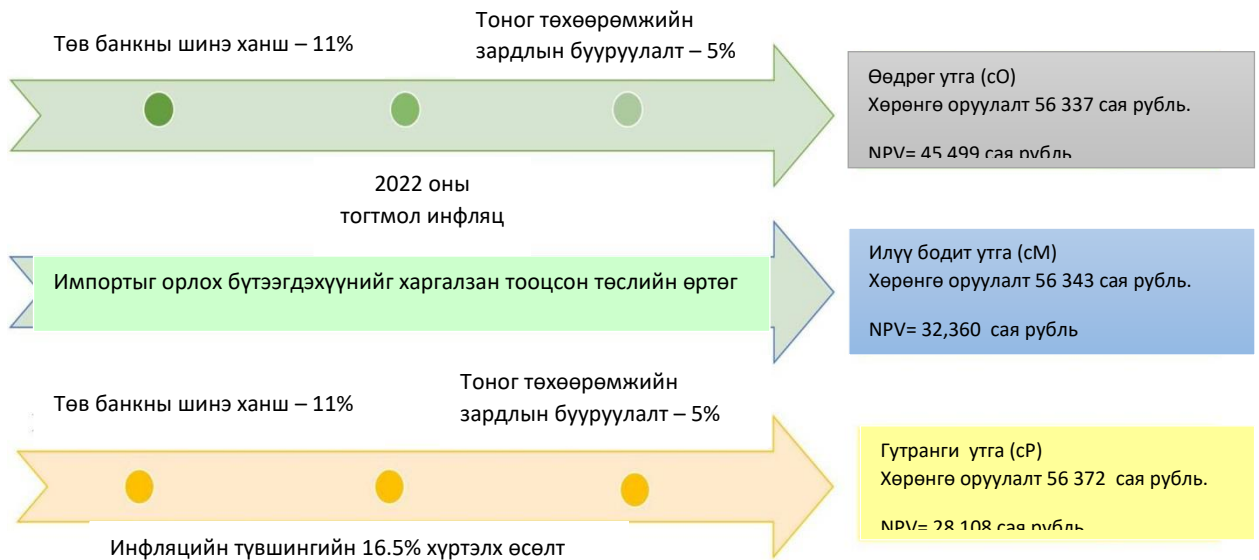 Төв банкны шинэ ханш – 11%
Тоног төхөөрөмжийн
зардлын бууруулалт – 5%
Өөдрөг утга (cO)
Хөрөнгө оруулалт 56 337 сая рубль.
NPV= 45 499 сая рубль
2022 оны
тогтмол инфляц
Импортыг орлох бүтээгдэхүүнийг харгалзан тооцсон төслийн өртөг
Илүү бодит утга (cM)
Хөрөнгө оруулалт 56 343 сая рубль.
NPV= 32,360 сая рубль
Төв банкны шинэ ханш – 11%
Тоног төхөөрөмжийн
зардлын бууруулалт – 5%
Гутранги утга (cP)
Хөрөнгө оруулалт 56 372 сая рубль.
NPV= 28 108 сая рубль
Инфляцийн түвшингийн 16.5% хүртэлх өсөлт